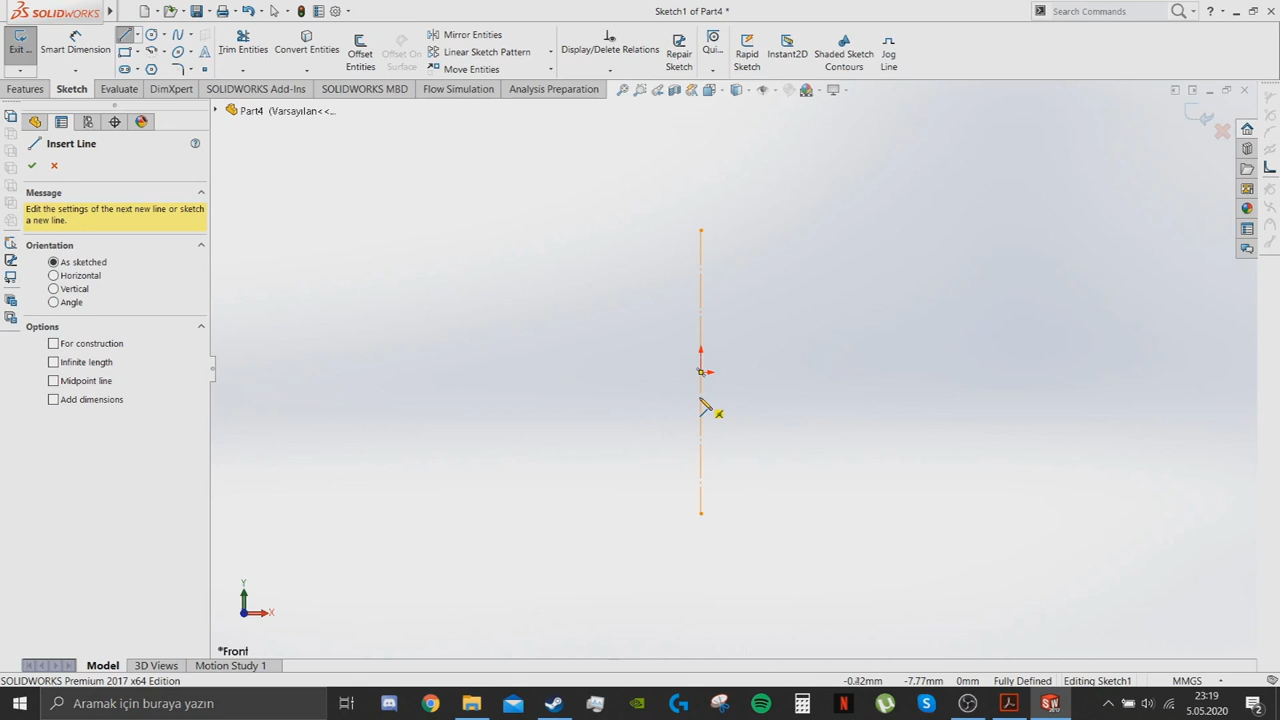 SOLIDWORKS
Sketch1 of Part4 *
Search Commands
Exit ...
Smart Dimension
Trim Entities
Convert Entities
Offset Entities
Offset On Surface
Mirror Entities
Linear Sketch Pattern
Move Entities
Display/Delete Relations
Repair Sketch
Qui...
Rapid Sketch
Instant2D
Shaded Sketch Contours
Jog Line
Features
Sketch
Evaluate
DimXpert
SOLIDWORKS Add-Ins
SOLIDWORKS MBD
Flow Simulation
Analysis Preparation
Part4 (Varsayılan<<...
Insert Line
Message
Edit the settings of the next new line or sketch
a new line.
Orientation
As sketched
Horizontal
Vertical
Angle
Options
For construction
Infinite length
Midpoint line
Add dimensions
Y
X
*Front
Model
3D Views
Motion Study 1
SOLIDWORKS Premium 2017 x64 Edition
-7.77mm
0mm
Fully Defined
Editing Sketch1
MMGS
Aramak için buraya yazın
23:19
5.05.2020
2